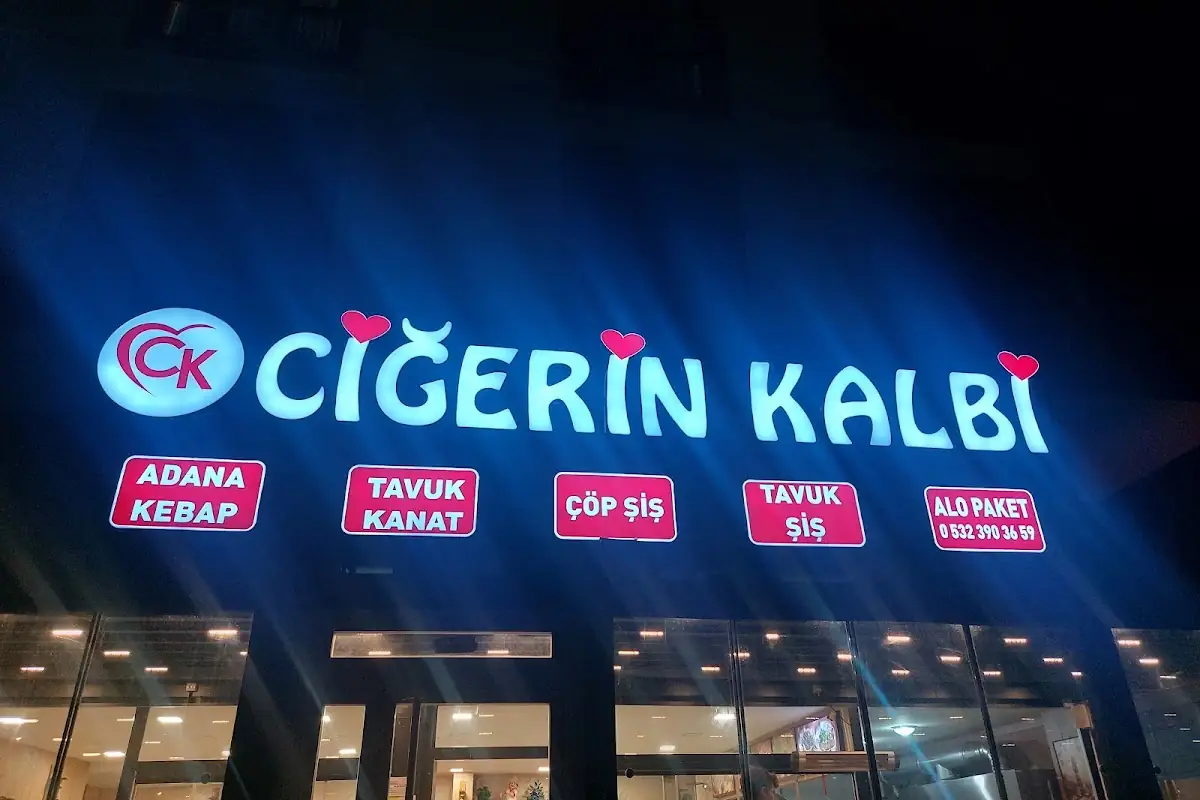 CK
CİĞERİN KALBİ
ADANA
KEBAP
TAVUK
KANAT
ÇÖP ŞİŞ
TAVUK
ŞİŞ
ALO PAKET
0 532 390 36 59